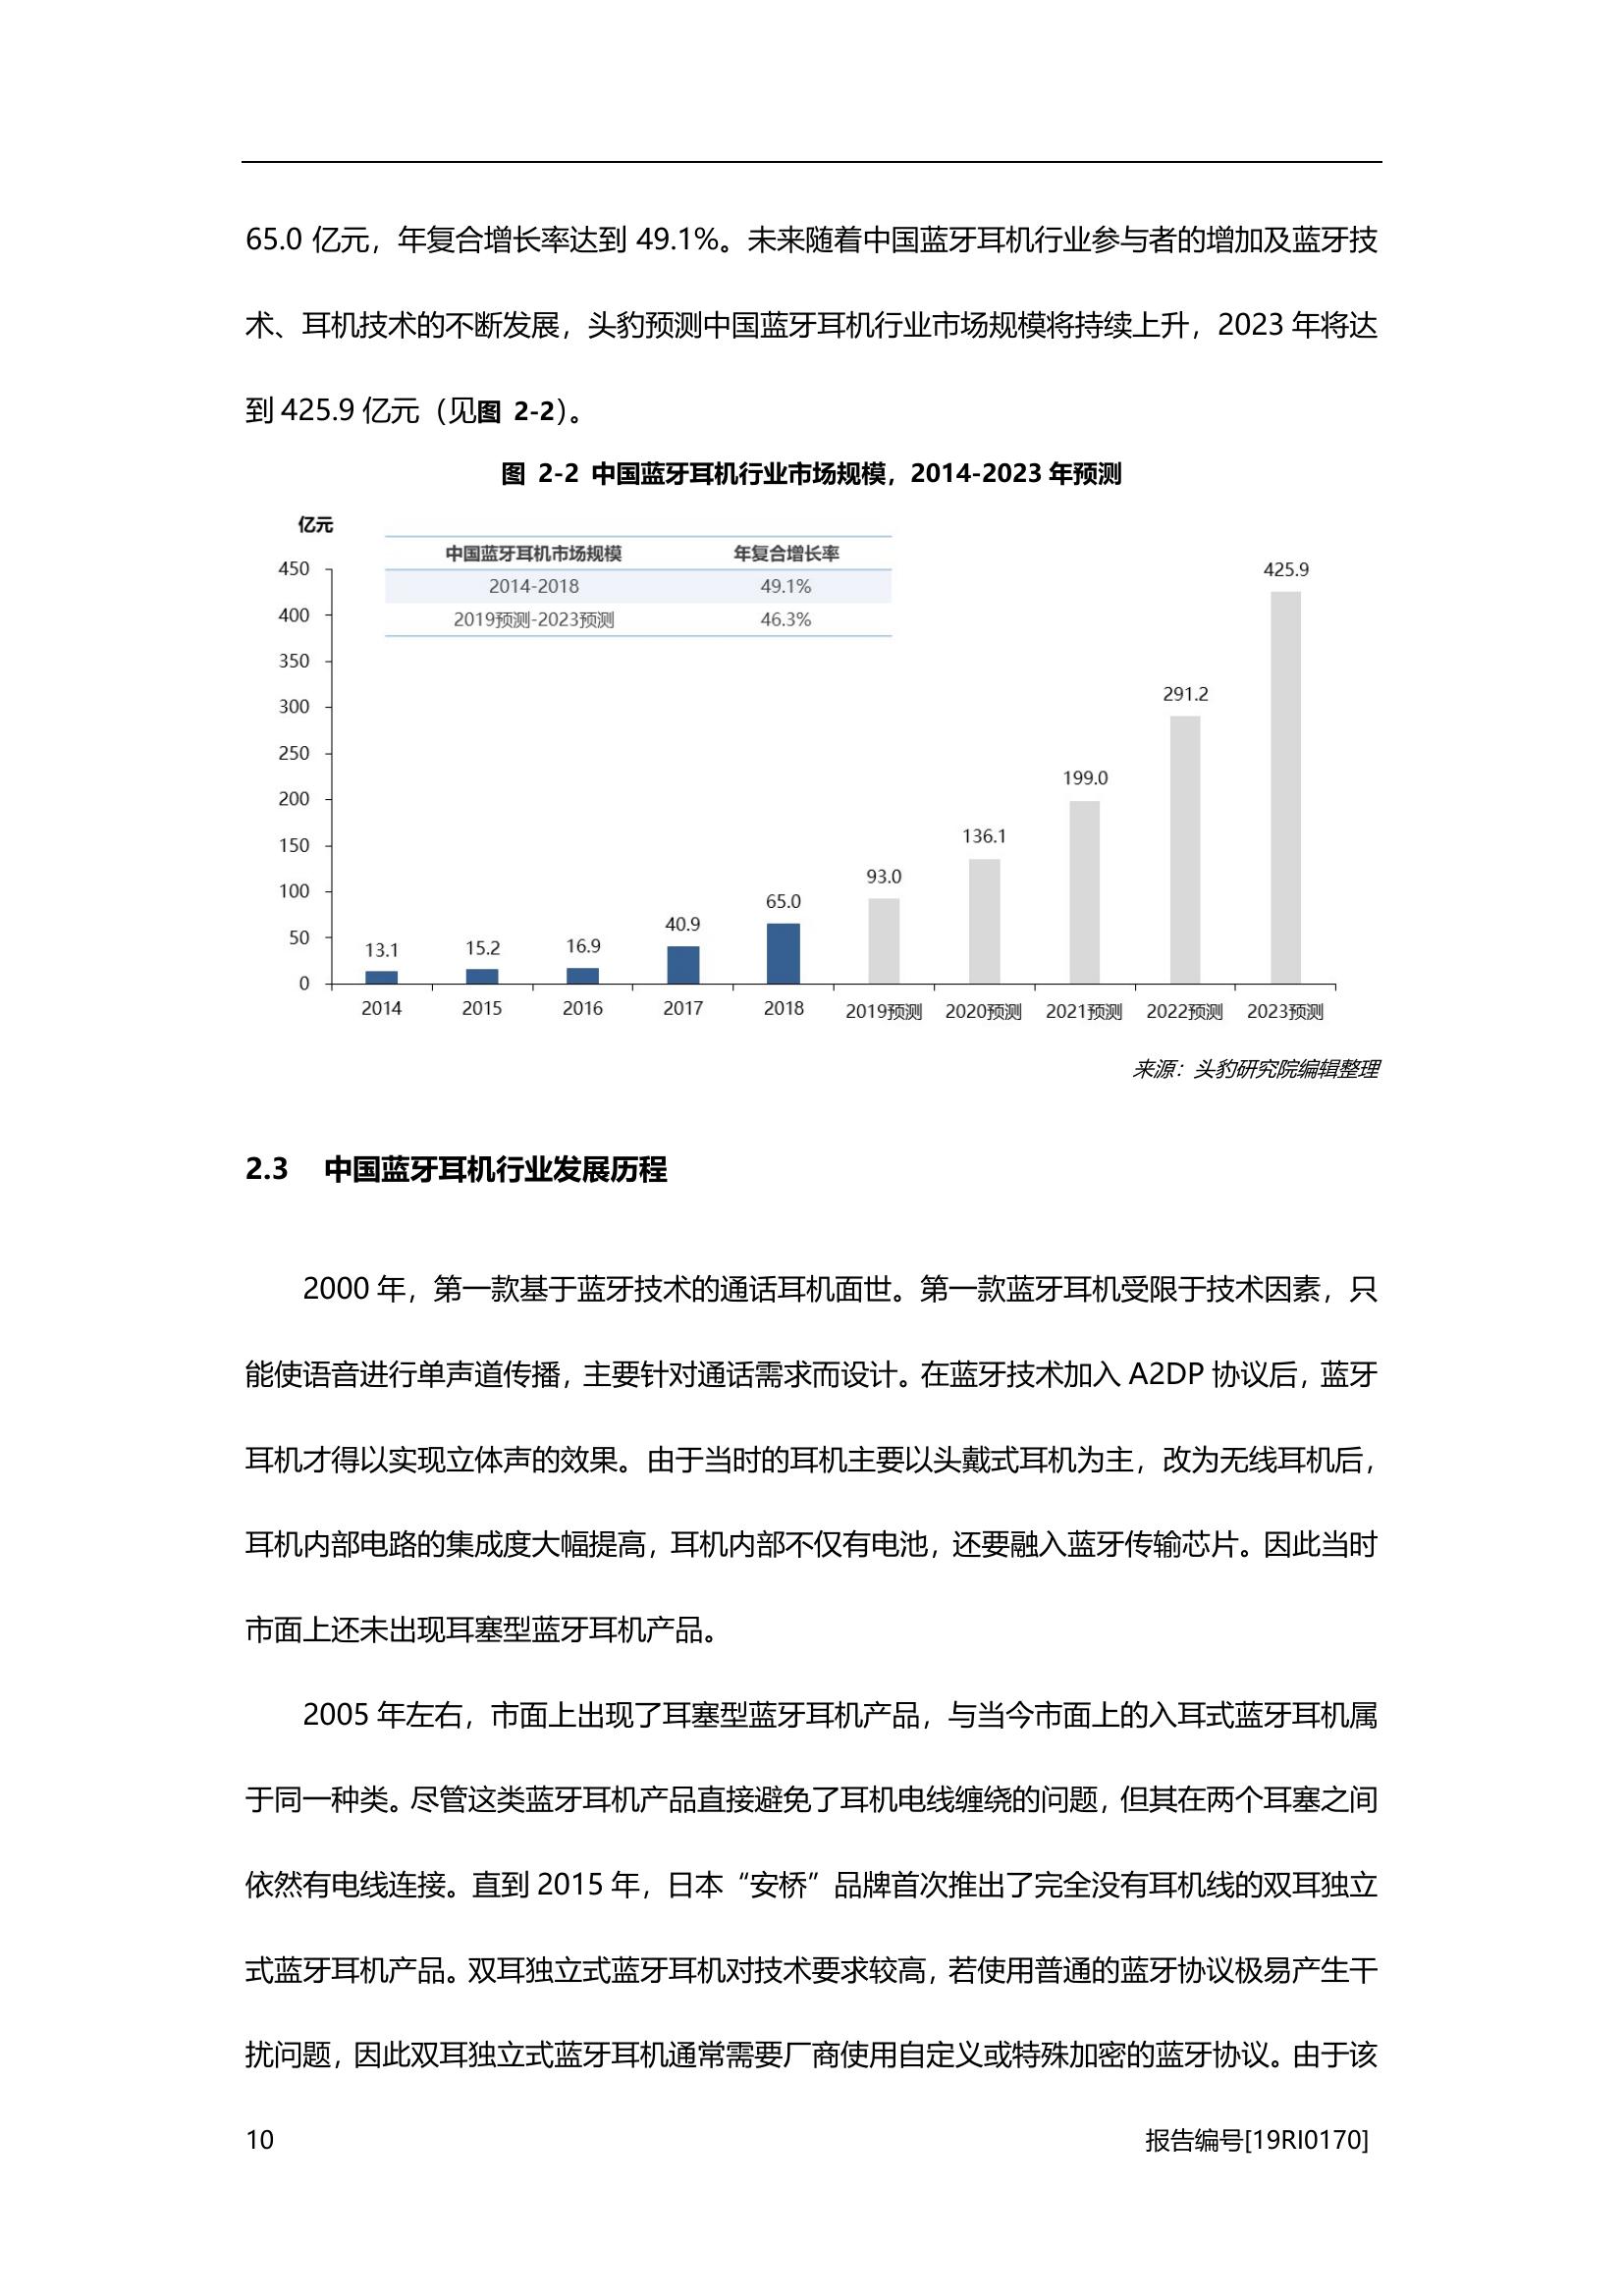 65.0 亿元，年复合增长率达到 49.1%。未来随着中国蓝牙耳机行业参与者的增加及蓝牙技
术、耳机技术的不断发展，头豹预测中国蓝牙耳机行业市场规模将持续上升，2023 年将达
到 425.9 亿元（见图 2-2）。
图 2-2 中国蓝牙耳机行业市场规模，2014-2023 年预测
亿元
中国蓝牙耳机市场规模 年复合增长率
2014-2018 49.1%
2019预测-2023预测 46.3%
450
400
350
300
250
200
150
100
50
0
13.1
15.2
16.9
40.9
65.0
93.0
136.1
199.0
291.2
425.9
2014 2015 2016 2017 2018 2019预测 2020预测 2021预测 2022预测 2023预测
来源：头豹研究院编辑整理
2.3 中国蓝牙耳机行业发展历程
2000 年，第一款基于蓝牙技术的通话耳机面世。第一款蓝牙耳机受限于技术因素，只
能使语音进行单声道传播，主要针对通话需求而设计。在蓝牙技术加入 A2DP 协议后，蓝牙
耳机才得以实现立体声的效果。由于当时的耳机主要以头戴式耳机为主，改为无线耳机后，
耳机内部电路的集成度大幅提高，耳机内部不仅有电池，还要融入蓝牙传输芯片。因此当时
市面上还未出现耳塞型蓝牙耳机产品。
2005 年左右，市面上出现了耳塞型蓝牙耳机产品，与当今市面上的入耳式蓝牙耳机属
于同一种类。尽管这类蓝牙耳机产品直接避免了耳机电线缠绕的问题，但其在两个耳塞之间
依然有电线连接。直到 2015 年，日本“安桥”品牌首次推出了完全没有耳机线的双耳独立
式蓝牙耳机产品。双耳独立式蓝牙耳机对技术要求较高，若使用普通的蓝牙协议极易产生干
扰问题，因此双耳独立式蓝牙耳机通常需要厂商使用自定义或特殊加密的蓝牙协议。由于该
10 报告编号[19RI0170]